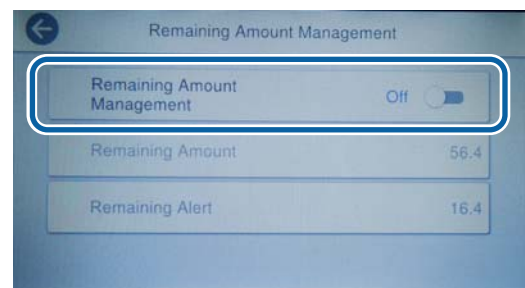 Remaining Amount Management
Remaining Amount
Management
Off
Remaining Amount
56.4
Remaining Alert
16.4